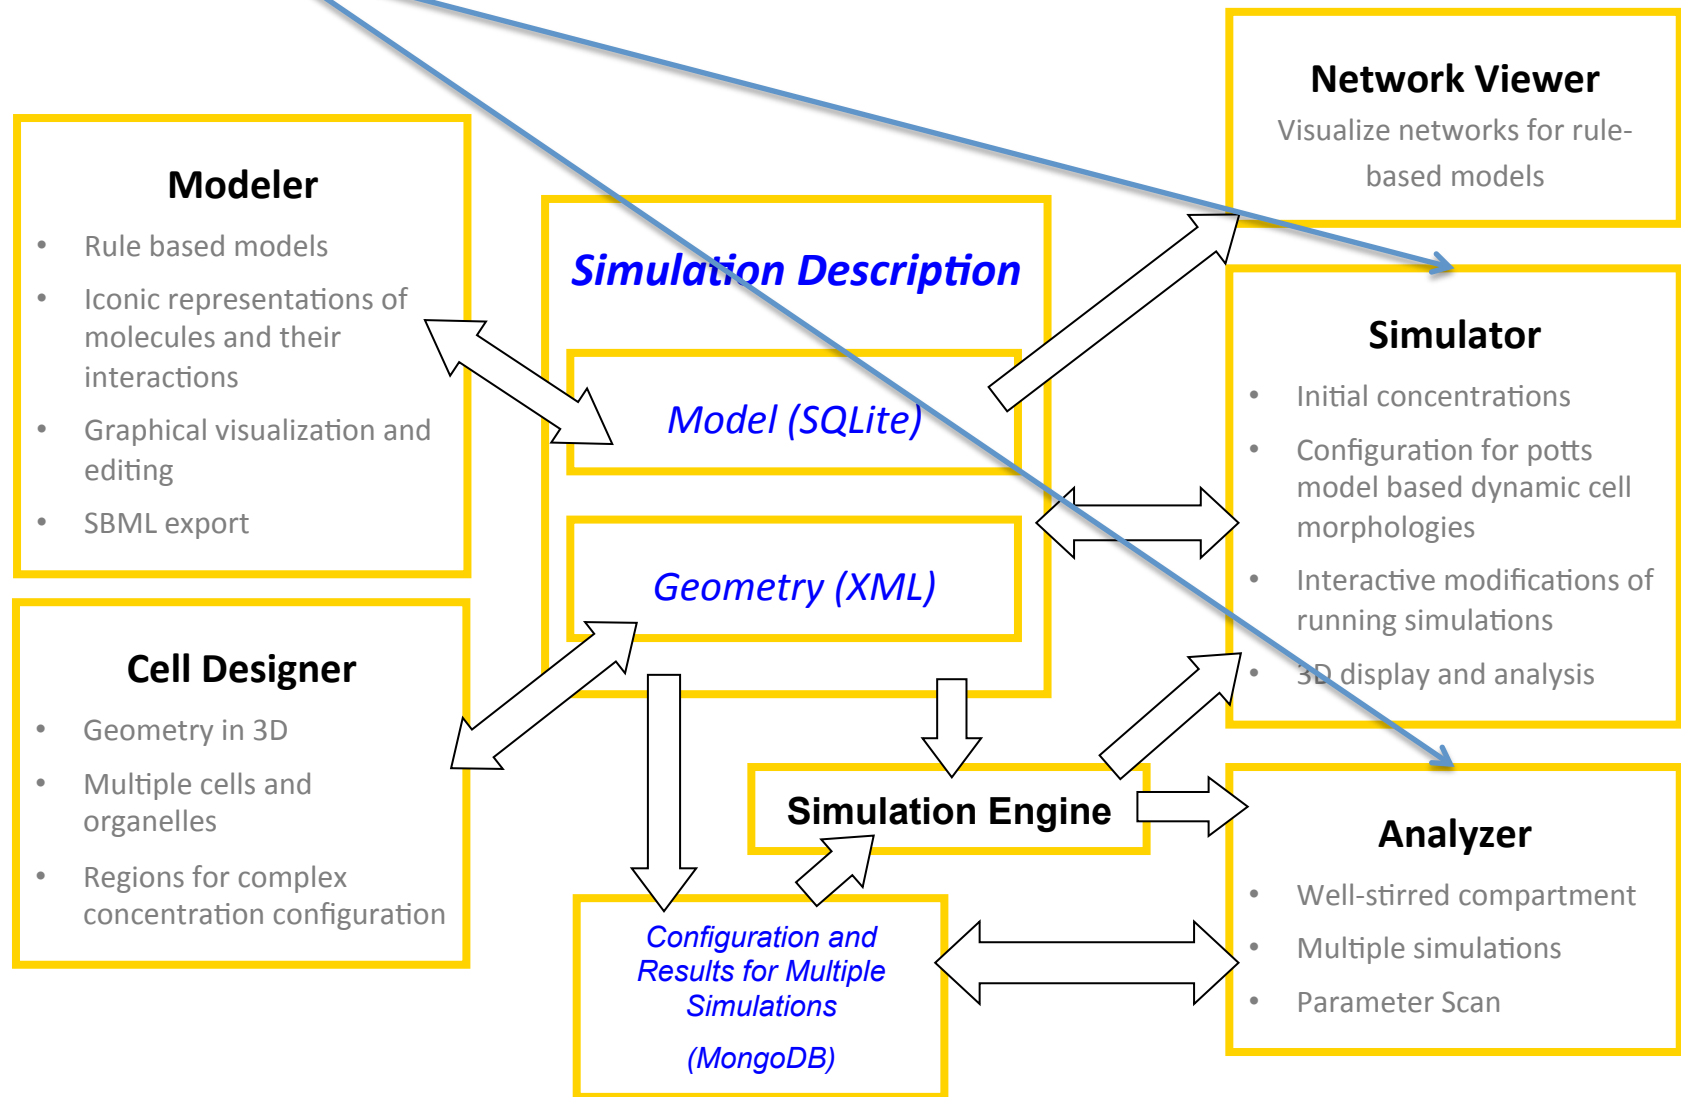 Network Viewer
Visualize networks for rule-
based models
Modeler
• Rule based models
• Iconic representations of
molecules and their
interactions
• Graphical visualization and
editing
• SBML export
Simulation Description
Model (SQLite)
Geometry (XML)
Simulator
• Initial concentrations
• Configuration for potts
model based dynamic cell
morphologies
• Interactive modifications of
running simulations
• 3D display and analysis
Cell Designer
• Geometry in 3D
• Multiple cells and
organelles
• Regions for complex
concentration configuration
Simulation Engine
Configuration and
Results for Multiple
Simulations
(MongoDB)
Analyzer
• Well-stirred compartment
• Multiple simulations
• Parameter Scan